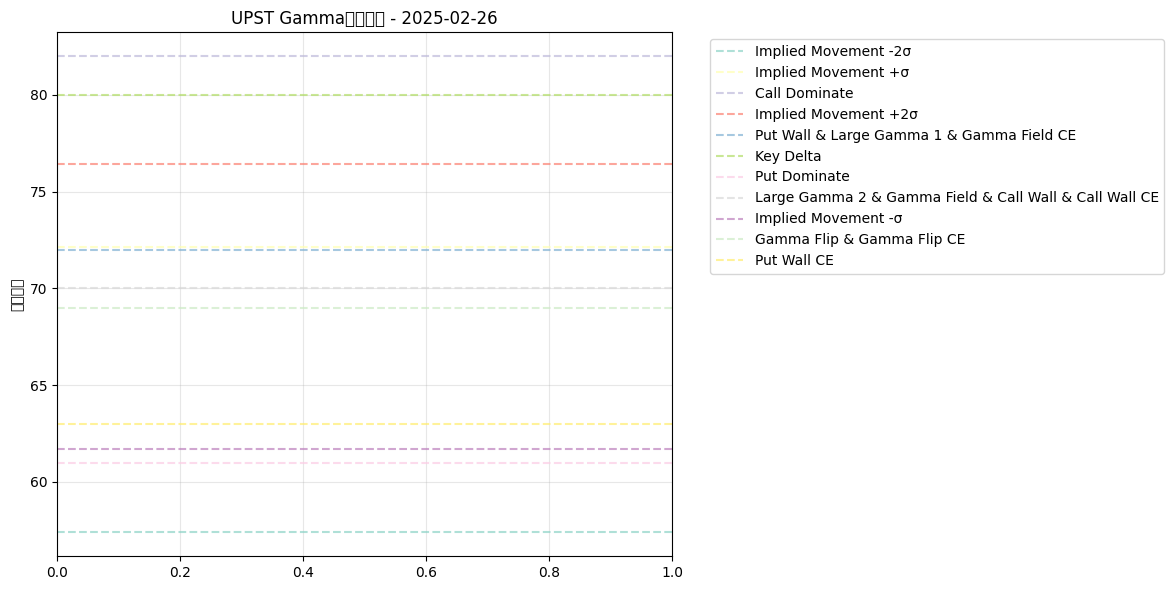 UPST Gamma - 2025-02-26
80
75
70
65
60
0.0 0.2 0.4 0.6 0.8 1.0
Implied Movement -2σ
Implied Movement +σ
Call Dominate
Implied Movement +2σ
Put Wall & Large Gamma 1 & Gamma Field CE
Key Delta
Put Dominate
Large Gamma 2 & Gamma Field & Call Wall & Call Wall CE
Implied Movement -σ
Gamma Flip & Gamma Flip CE
Put Wall CE